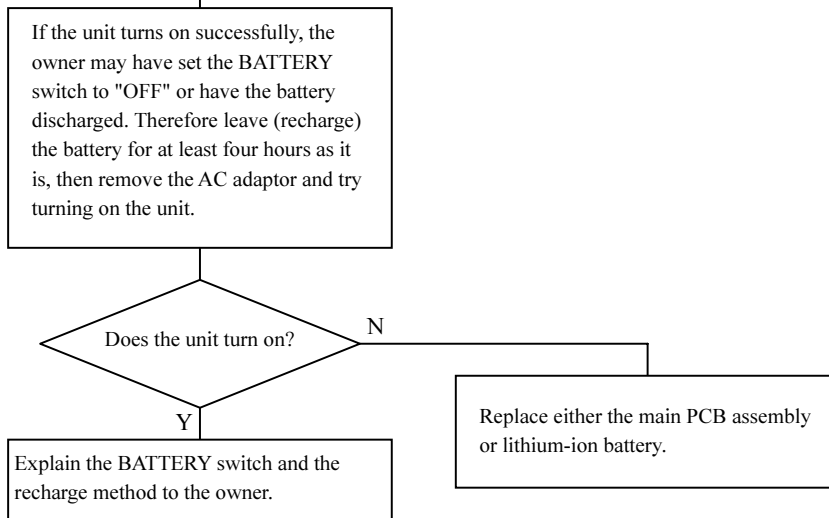 If the unit turns on successfully, the
owner may have set the BATTERY
switch to "OFF" or have the battery
discharged. Therefore leave (recharge)
the battery for at least four hours as it
is, then remove the AC adaptor and try
turning on the unit.
Does the unit turn on?
N
Y
Replace either the main PCB assembly
or lithium-ion battery.
Explain the BATTERY switch and the
recharge method to the owner.